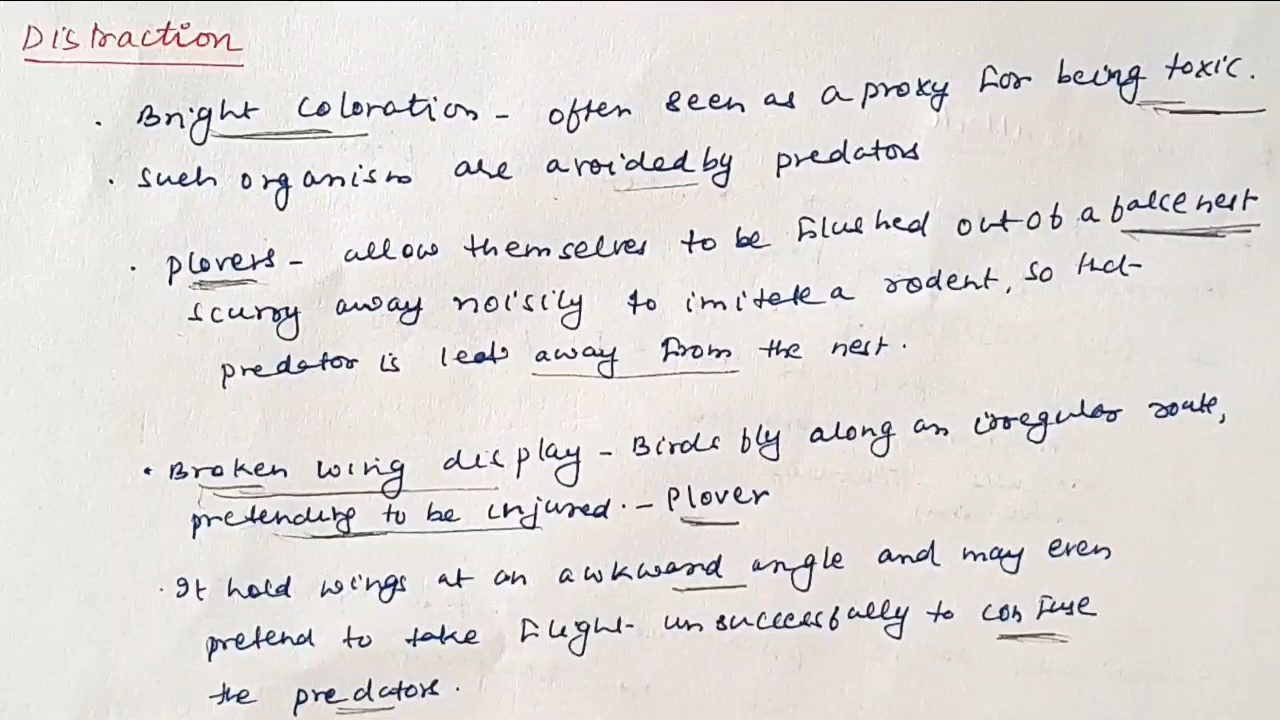 Distraction
. Bright Coloration - often seen as a proxy for being toxic.
. such organism are avoided by predators
. plovers - allow themselves to be flushed out of a false nest
scurry away noisily to imitate a rodent, so that
predator is lead away from the nest.
. Broken wing display - Birds fly along an irregular route,
pretending to be injured. - Plover
. It hold wings at an awkward angle and may even
pretend to take flight unsuccessfully to confuse
the predators.